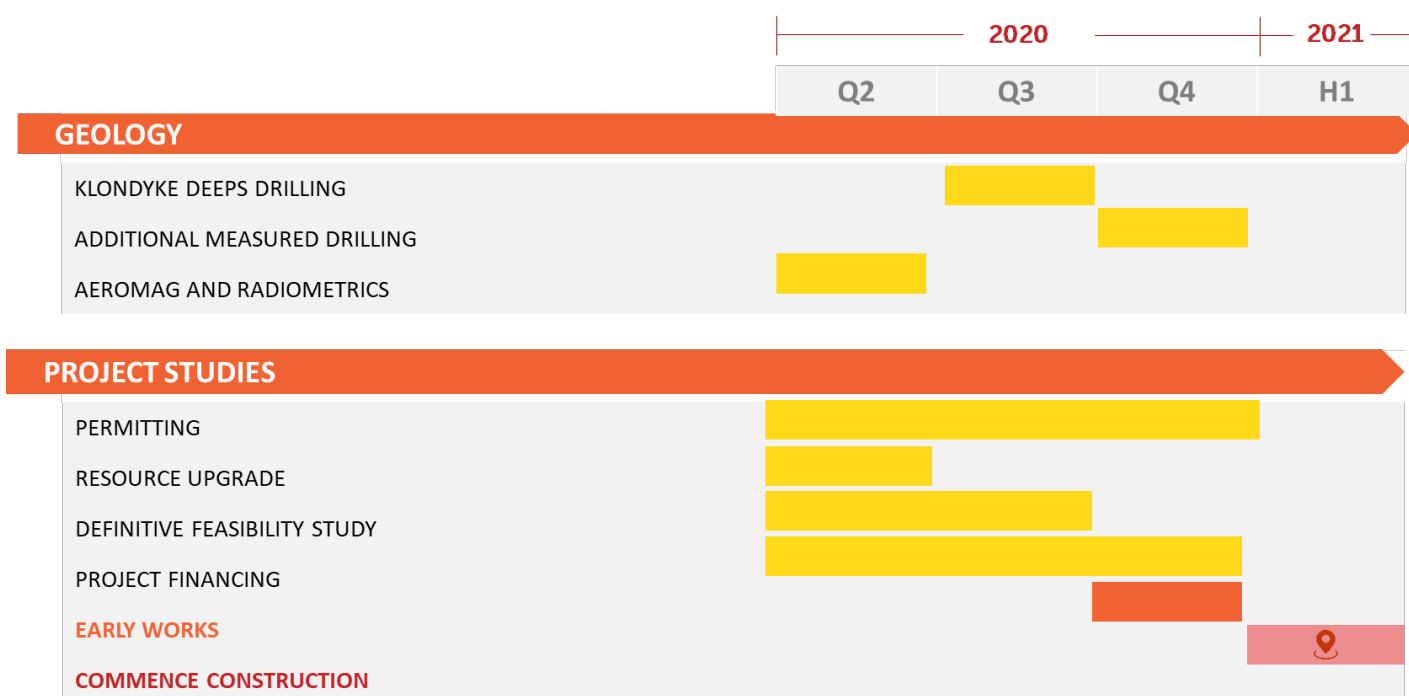 2020 2021
Q2 Q3 Q4 H1
GEOLOGY
KLONDYKE DEEPS DRILLING
ADDITIONAL MEASURED DRILLING
AEROMAG AND RADIOMETRICS
PROJECT STUDIES
PERMITTING
RESOURCE UPGRADE
DEFINITIVE FEASIBILITY STUDY
PROJECT FINANCING
EARLY WORKS
COMMENCE CONSTRUCTION